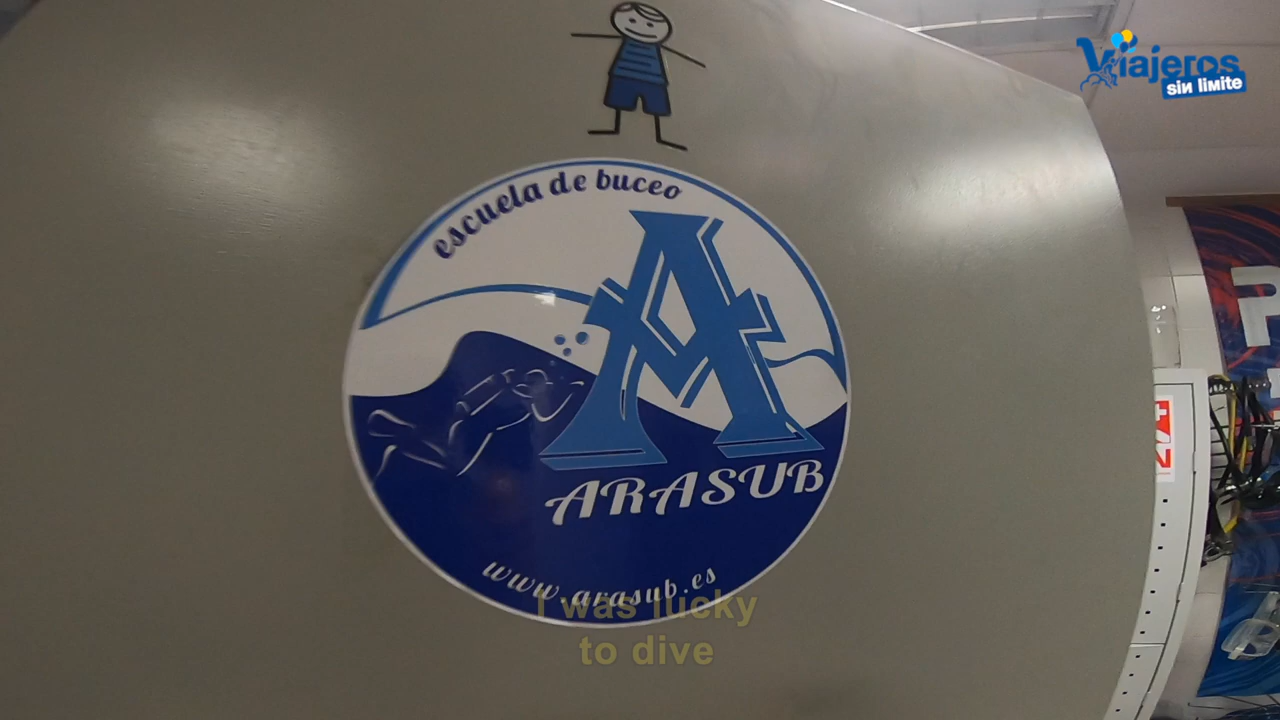 Viajeros
sin limite
escuela de buceo
A
ARASUB
www.arasub.es
I was lucky
to dive